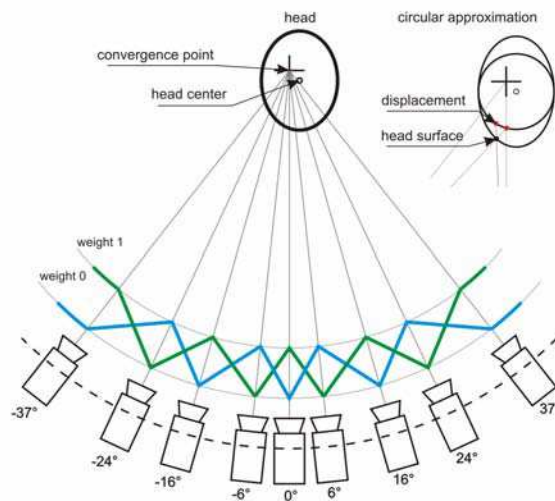 head
circular approximation
convergence point
head center
displacement
head surface
weight 1
weight 0
-37°
-24°
-16°
-6°
0°
6°
16°
24°
37